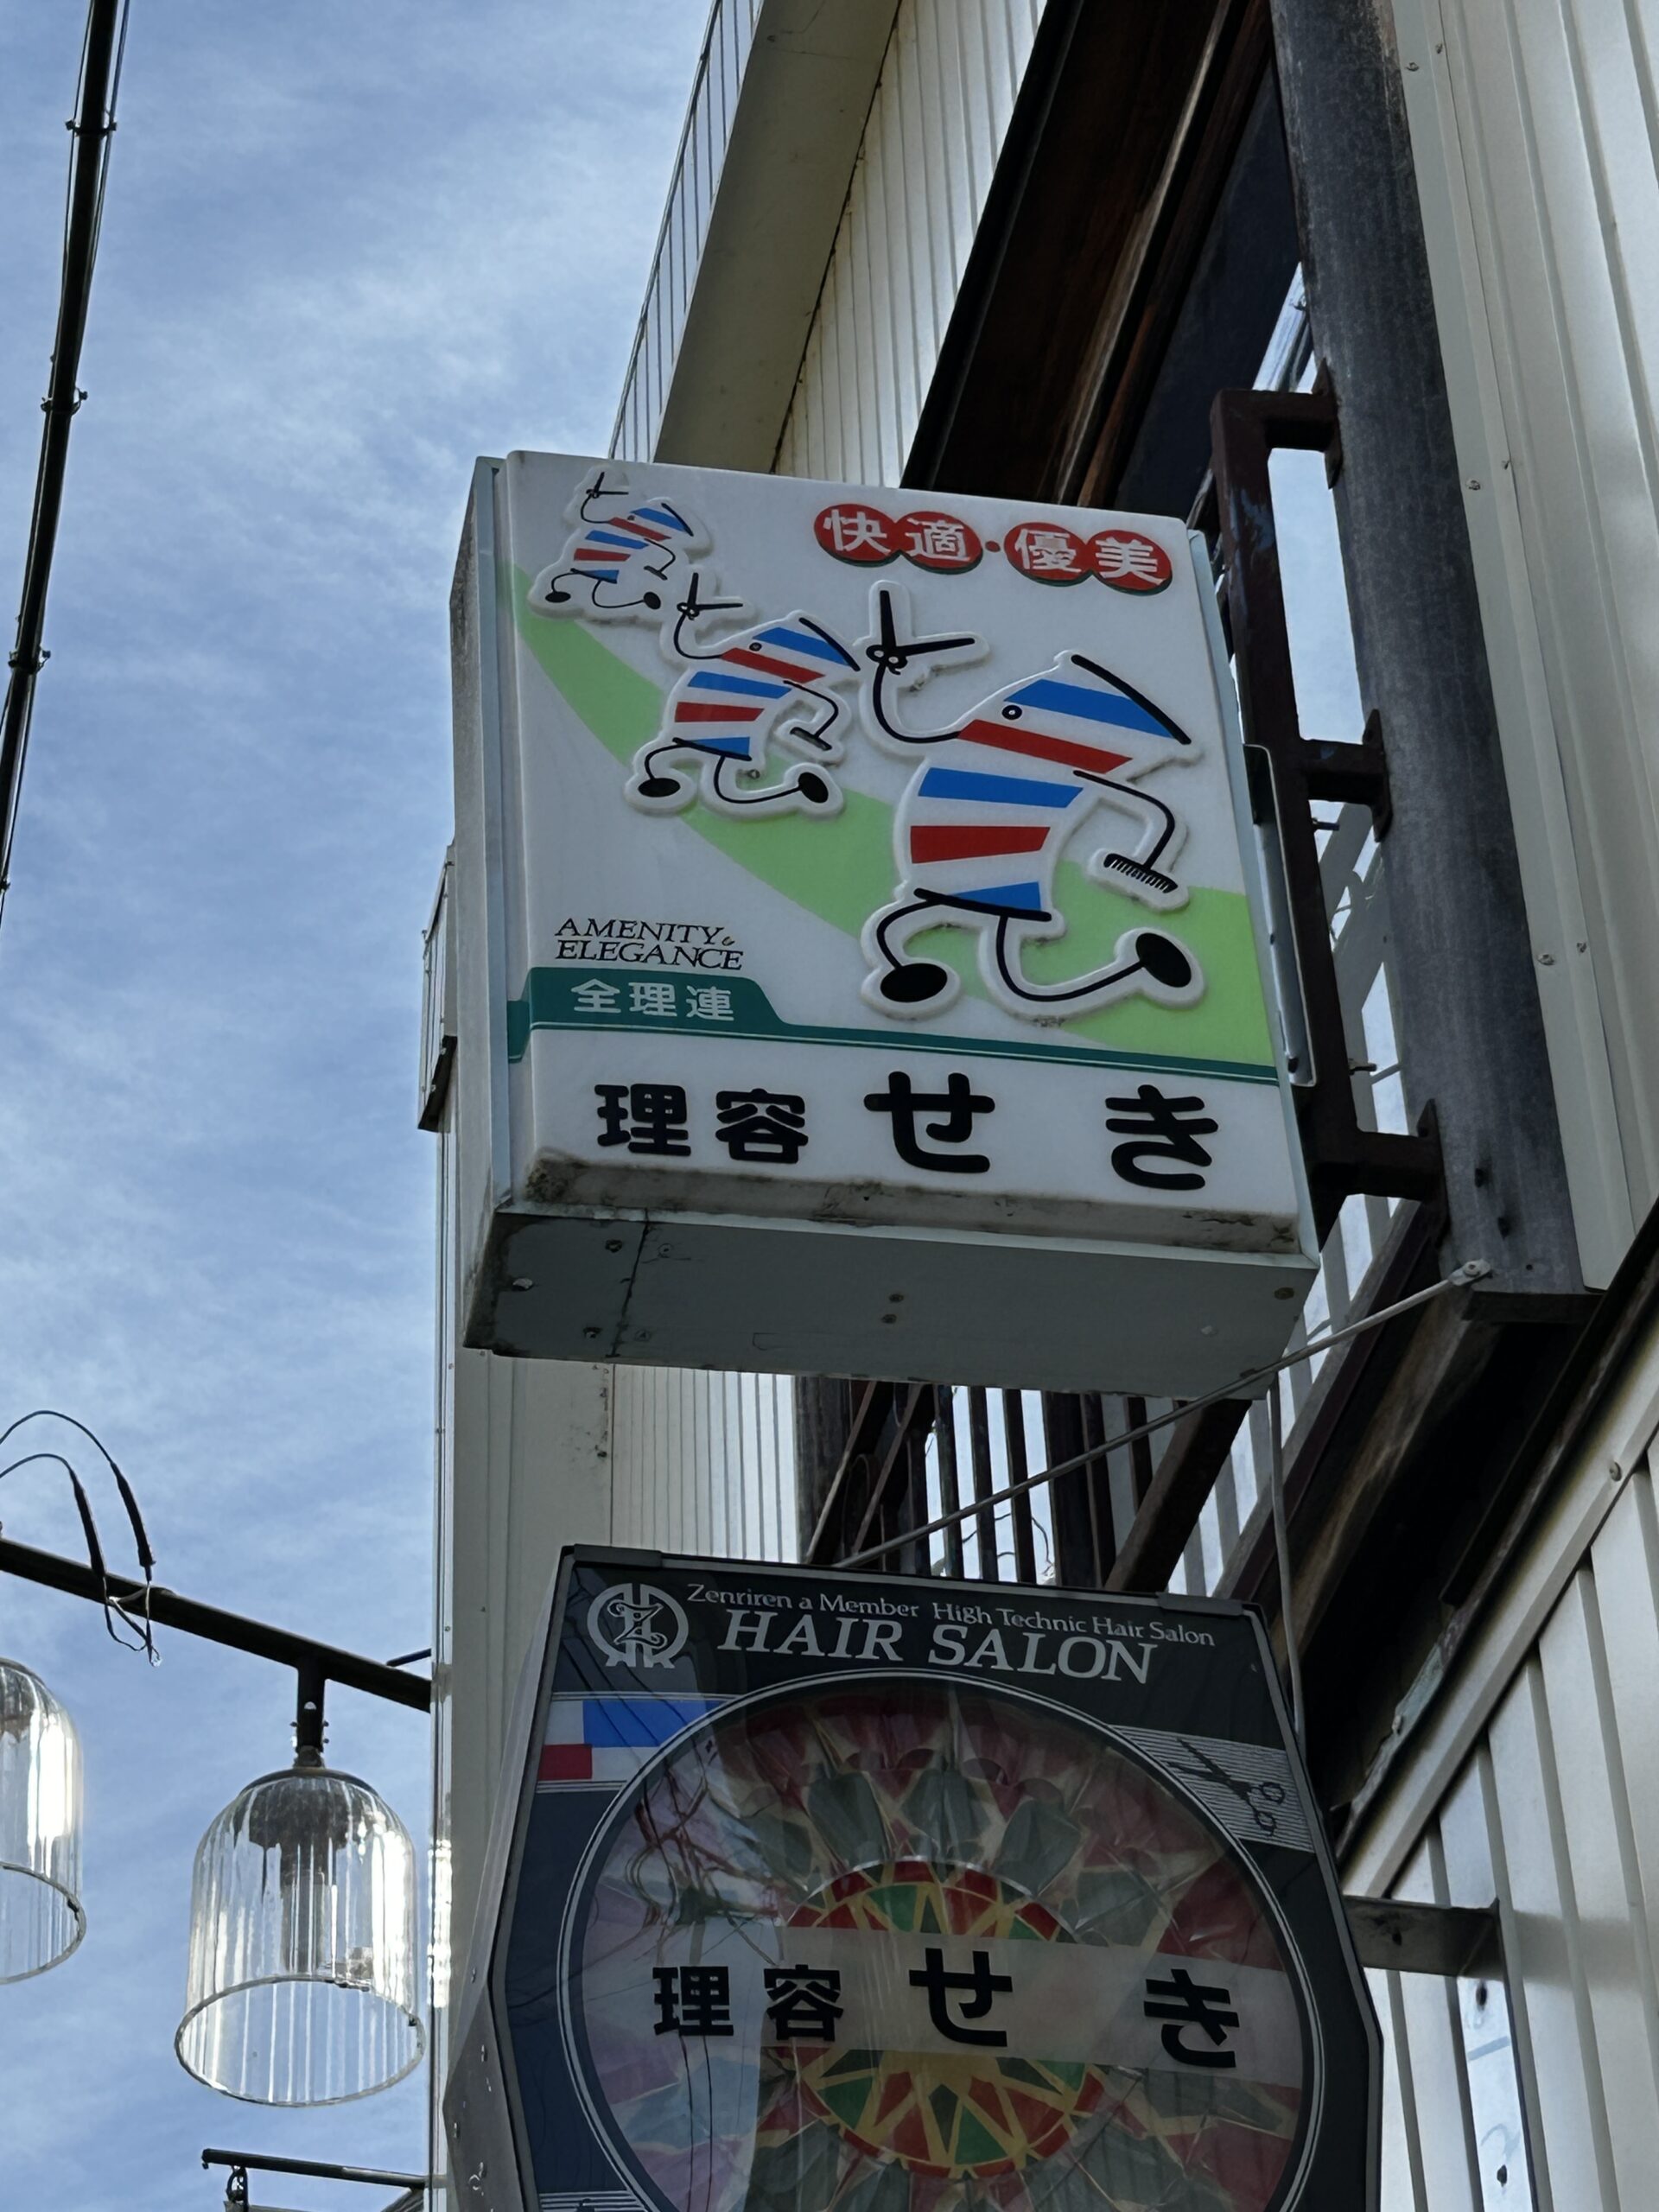 快適・優美
AMENITY &
ELEGANCE
全理連
理容 せき
Zenriren a Member High Technic Hair Salon
HAIR SALON
理容 せき